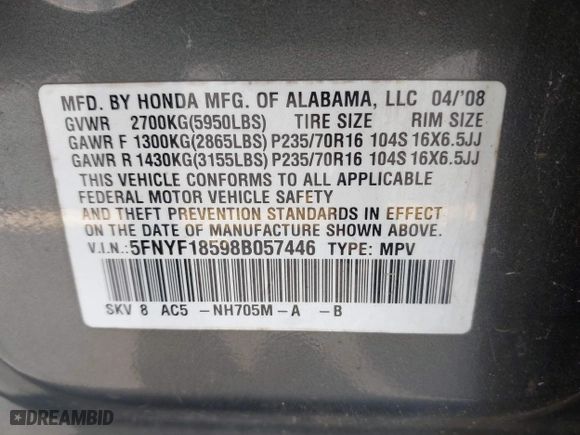 MFD. BY HONDA MFG. OF ALABAMA, LLC 04/'08
GVWR 2700KG(5950LBS) TIRE SIZE RIM SIZE
GAWR F 1300KG(2865LBS) P235/70R16 104S 16X6.5JJ
GAWR R 1430KG(3155LBS) P235/70R16 104S 16X6.5JJ
THIS VEHICLE CONFORMS TO ALL APPLICABLE
FEDERAL MOTOR VEHICLE SAFETY
AND THEFT PREVENTION STANDARDS IN EFFECT
ON THE DATE OF MANUFACTURE SHOWN ABOVE.
V.I.N.: 5FNYF18598B057446 TYPE: MPV
SKV 8 AC5 -NH705M-A -B
DREAMBID